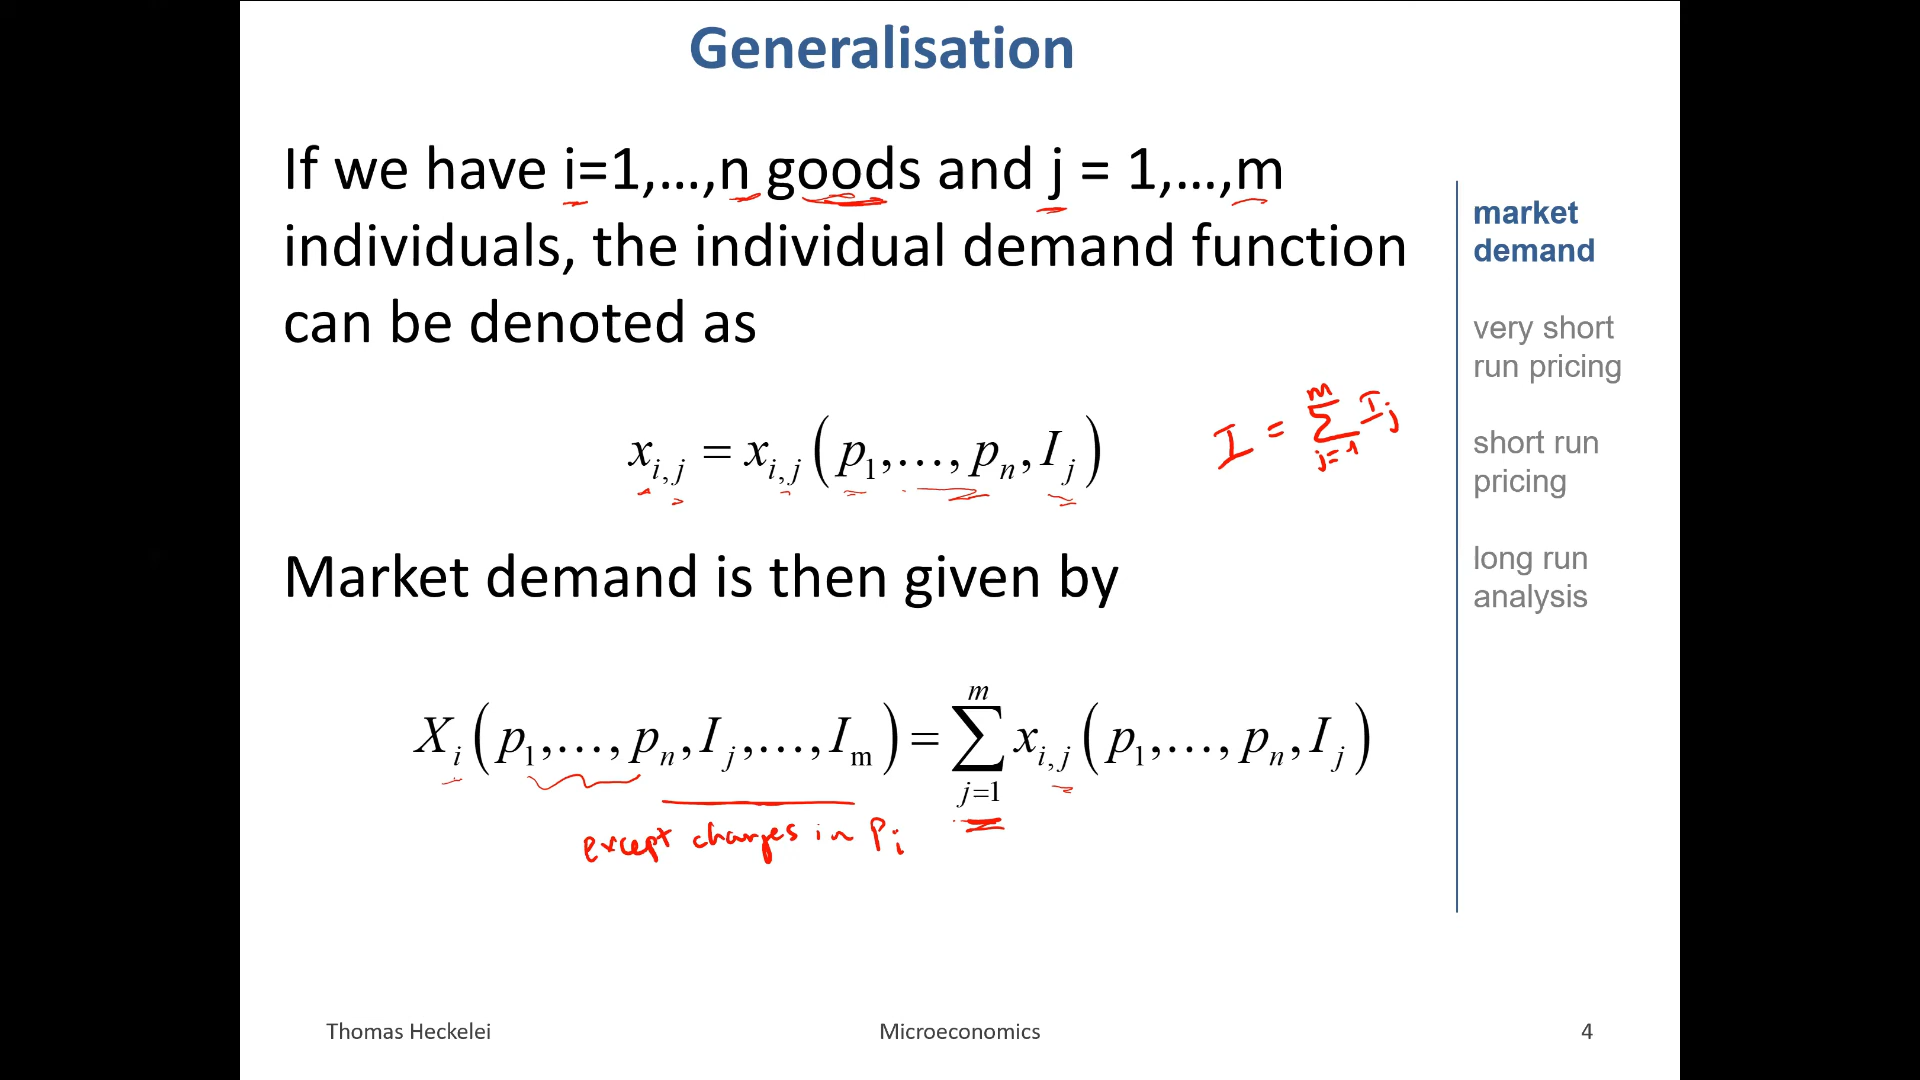 Generalisation
If we have i=1,...,n goods and j = 1,...,m
individuals, the individual demand function
can be denoted as
x_{i,j} = x_{i,j}(p_1,…,p_n,I_j)
I = \sum_{j=1}^{m} I_j
Market demand is then given by
X_i(p_1,…,p_n,I_j,…,I_m) = \sum_{j=1}^{m} x_{i,j}(p_1,…,p_n,I_j)
except changes in P_i
market
demand
very short
run pricing
short run
pricing
long run
analysis
Thomas Heckelei
Microeconomics
4